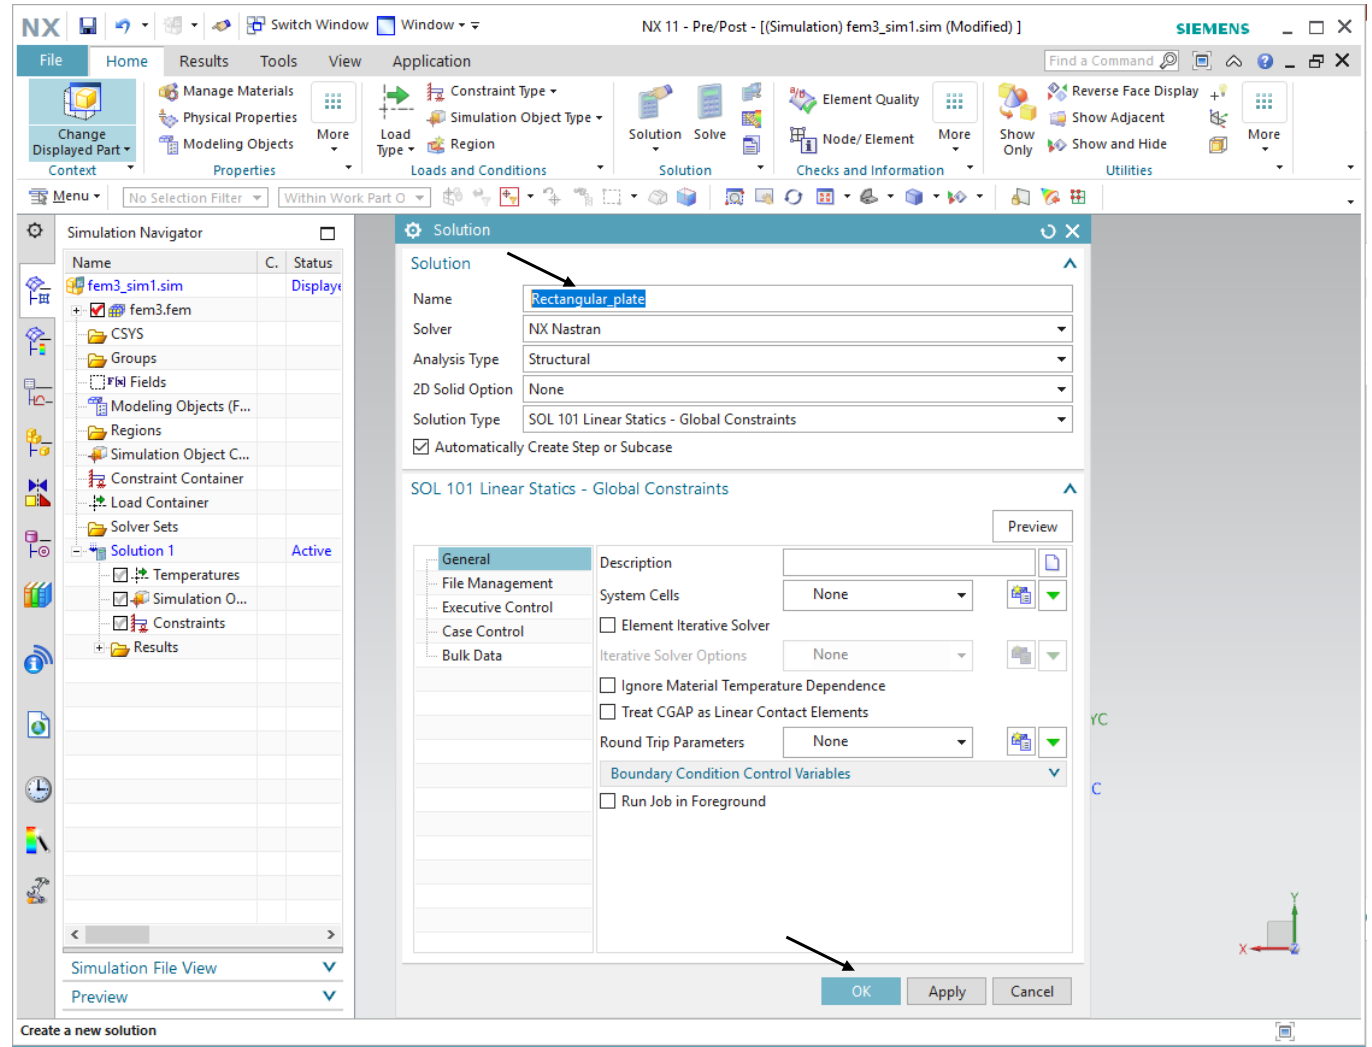 NX Switch Window Window NX 11 - Pre/Post - [(Simulation) fem3_sim1.sim (Modified) ] SIEMENS
File Home Results Tools View Application Find a Command
Manage Materials
Physical Properties
Modeling Objects
Change
Displayed Part
More
Context Properties
Load
Type
Constraint Type
Simulation Object Type
Region
Loads and Conditions
Solution Solve
Solution
Element Quality
Node/ Element
More
Checks and Information
Show
Only
Reverse Face Display
Show Adjacent
Show and Hide
More
Utilities
Menu No Selection Filter Within Work Part O
Simulation Navigator
Name C. Status
fem3_sim1.sim Displaye
fem3.fem
CSYS
Groups
Fields
Modeling Objects (F...
Regions
Simulation Object C...
Constraint Container
Load Container
Solver Sets
Solution 1 Active
Temperatures
Simulation O...
Constraints
Results
Simulation File View
Preview
Solution
Solution
Name Rectangular_plate
Solver NX Nastran
Analysis Type Structural
2D Solid Option None
Solution Type SOL 101 Linear Statics - Global Constraints
Automatically Create Step or Subcase
SOL 101 Linear Statics - Global Constraints
Preview
General
File Management
Executive Control
Case Control
Bulk Data
Description
System Cells None
Element Iterative Solver
Iterative Solver Options None
Ignore Material Temperature Dependence
Treat CGAP as Linear Contact Elements
Round Trip Parameters None
Boundary Condition Control Variables
Run Job in Foreground
OK Apply Cancel
YC
C
Y
X
Z
Create a new solution